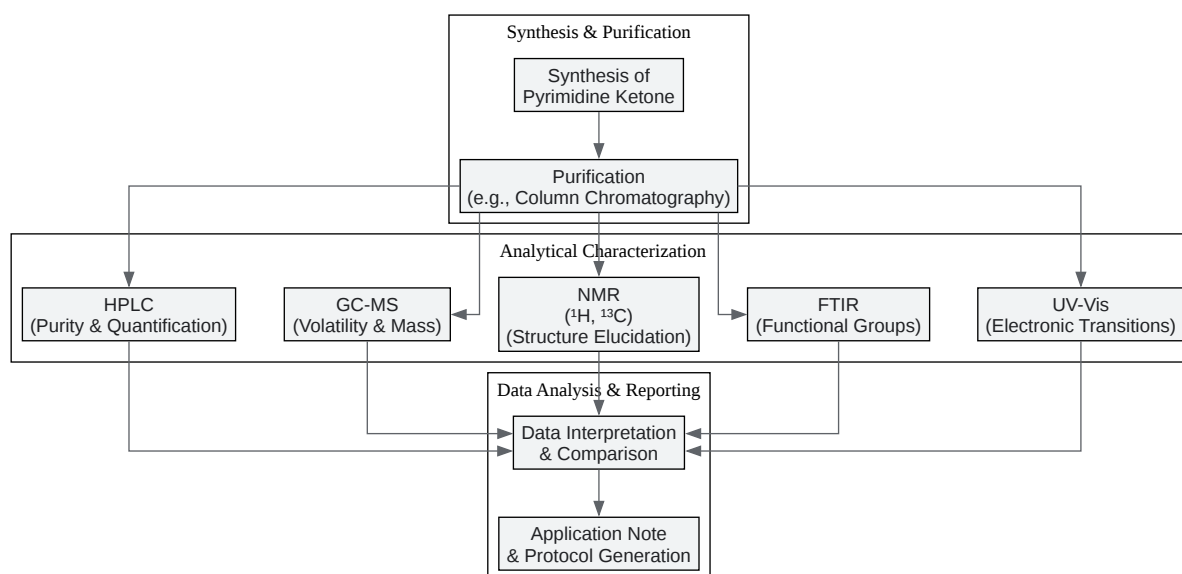 Synthesis & Purification
Synthesis of
Pyrimidine Ketone
Purification
(e.g., Column Chromatography)
Analytical Characterization
HPLC
(Purity & Quantification)
GC-MS
(Volatility & Mass)
NMR
(¹H, ¹³C)
(Structure Elucidation)
FTIR
(Functional Groups)
UV-Vis
(Electronic Transitions)
Data Analysis & Reporting
Data Interpretation
& Comparison
Application Note
& Protocol Generation